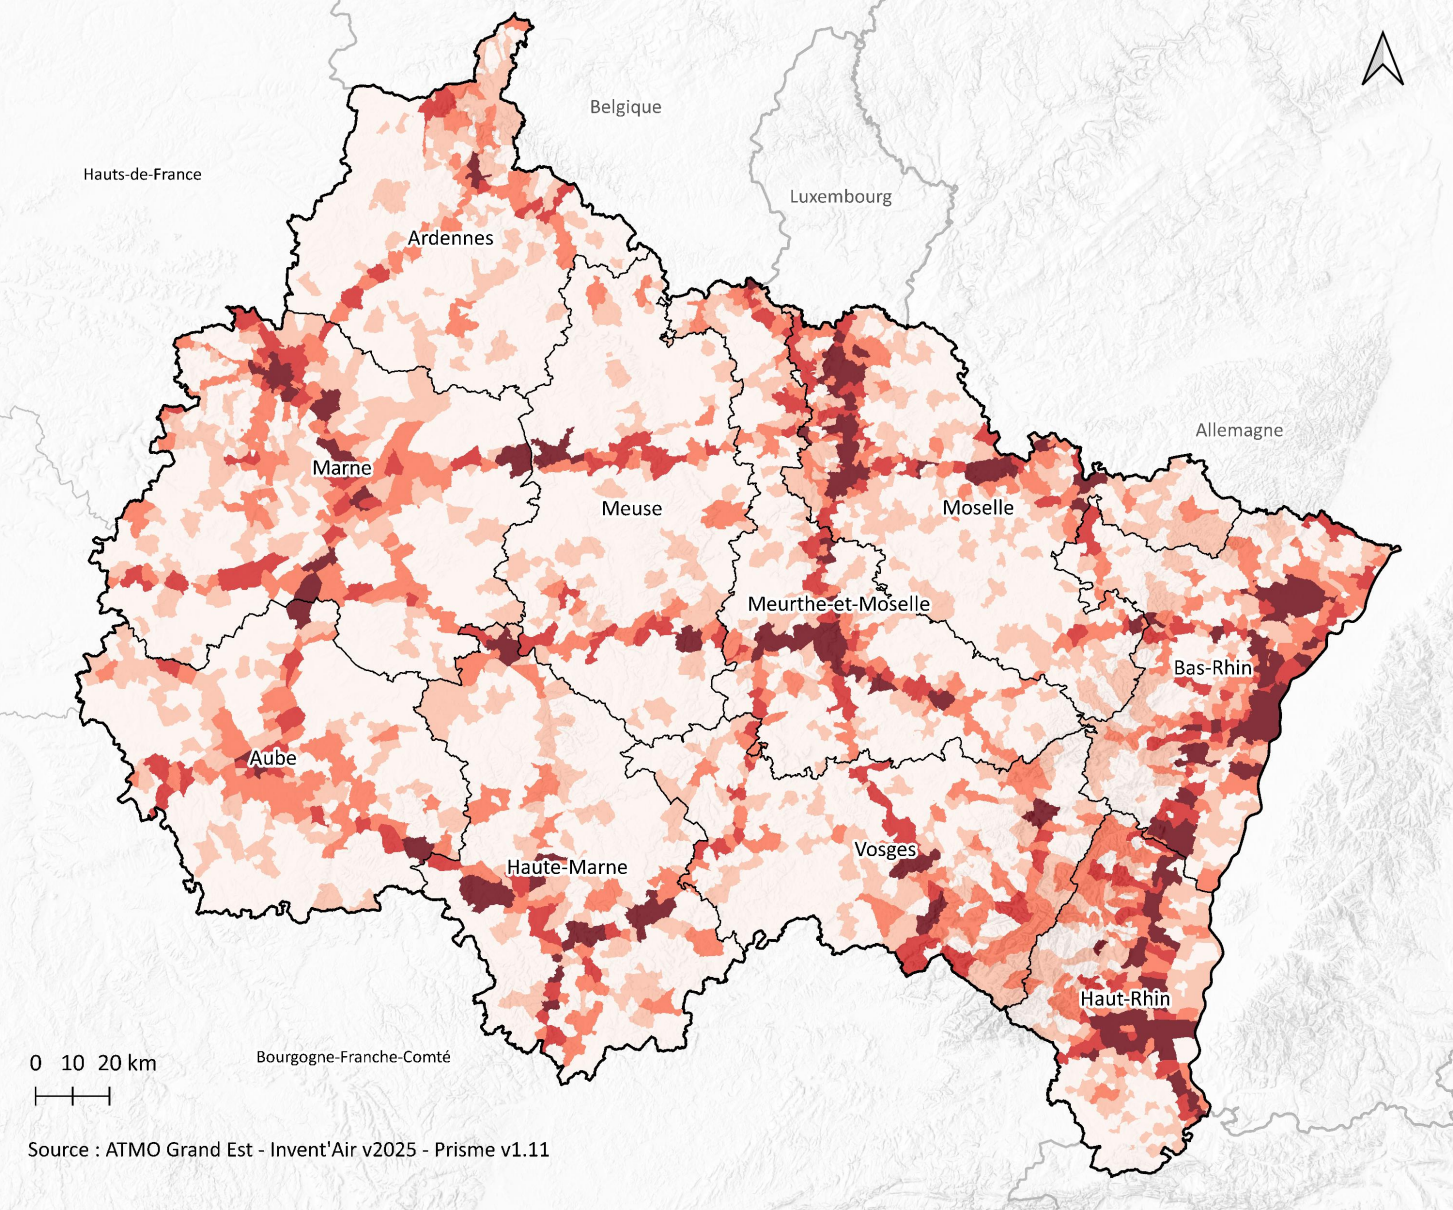 Belgique
Hauts-de-France
Luxembourg
Ardennes
Allemagne
Marne
Meuse
Moselle
Meurthe-et-Moselle
Bas-Rhin
Aube
Vosges
Haute-Marne
Haut-Rhin
Bourgogne-Franche-Comté
0 10 20 km
Source : ATMO Grand Est - Invent'Air v2025 - Prisme v1.11